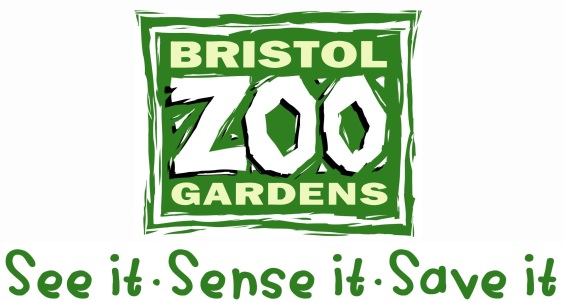 BRISTOL
ZOO
GARDENS
See it · Sense it · Save it